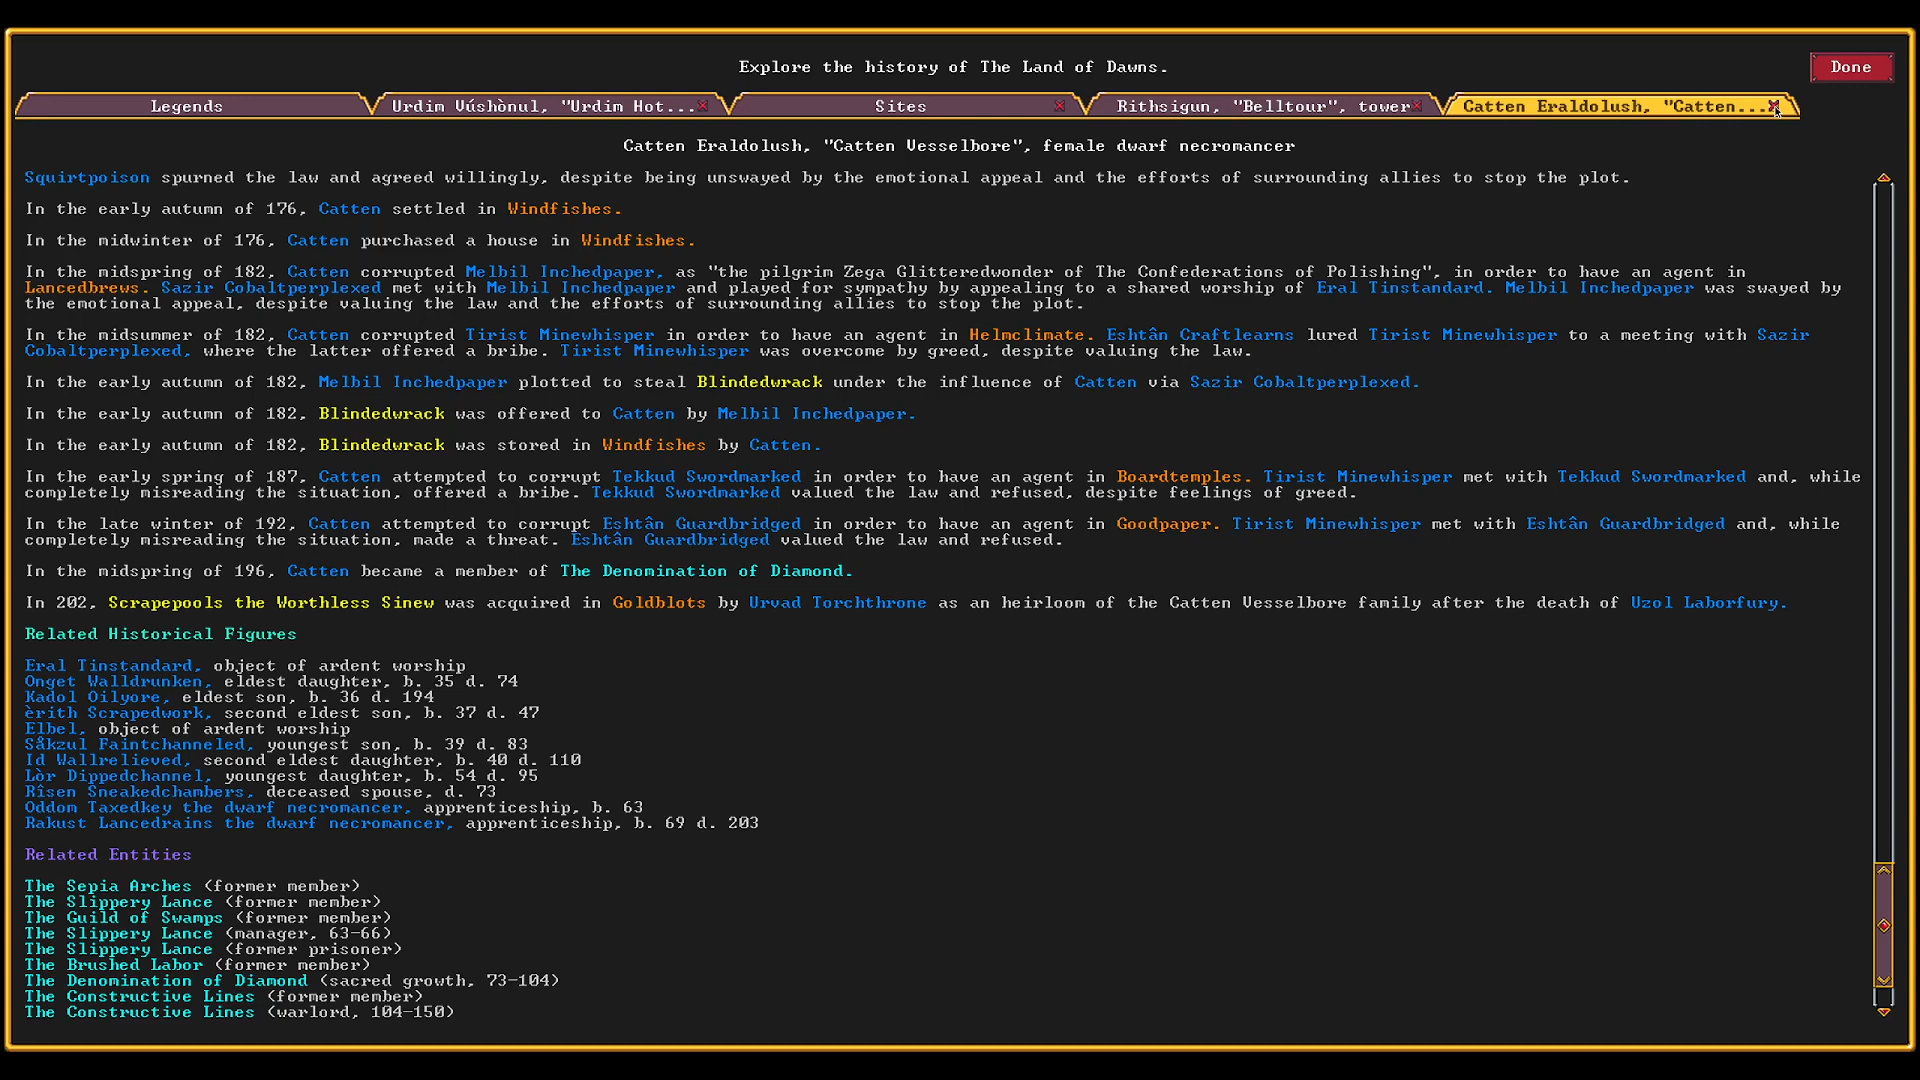 Explore the history of The Land of Dawns.
Done
Legends
Urdim Vúshònul, "Urdim Hot...
Sites
Rithsigun, "Belltour", tower
Catten Eraldolush, "Catten...
Catten Eraldolush, "Catten Vesselbore", female dwarf necromancer
Squirtpoison spurned the law and agreed willingly, despite being unswayed by the emotional appeal and the efforts of surrounding allies to stop the plot.
In the early autumn of 176, Catten settled in Windfishes.
In the midwinter of 176, Catten purchased a house in Windfishes.
In the midspring of 182, Catten corrupted Melbil Inchedpaper, as "the pilgrim Zega Glitteredwonder of The Confederations of Polishing", in order to have an agent in
Lancedbrews. Sazir Cobaltperplexed met with Melbil Inchedpaper and played for sympathy by appealing to a shared worship of Eral Tinstandard. Melbil Inchedpaper was swayed by
the emotional appeal, despite valuing the law and the efforts of surrounding allies to stop the plot.
In the midsummer of 182, Catten corrupted Tirist Minewhisper in order to have an agent in Helmclimate. Eshtân Craftlearns lured Tirist Minewhisper to a meeting with Sazir
Cobaltperplexed, where the latter offered a bribe. Tirist Minewhisper was overcome by greed, despite valuing the law.
In the early autumn of 182, Melbil Inchedpaper plotted to steal Blindedwrack under the influence of Catten via Sazir Cobaltperplexed.
In the early autumn of 182, Blindedwrack was offered to Catten by Melbil Inchedpaper.
In the early autumn of 182, Blindedwrack was stored in Windfishes by Catten.
In the early spring of 187, Catten attempted to corrupt Tekkud Swordmarked in order to have an agent in Boardtemples. Tirist Minewhisper met with Tekkud Swordmarked and, while
completely misreading the situation, offered a bribe. Tekkud Swordmarked valued the law and refused, despite feelings of greed.
In the late winter of 192, Catten attempted to corrupt Eshtân Guardbridged in order to have an agent in Goodpaper. Tirist Minewhisper met with Eshtân Guardbridged and, while
completely misreading the situation, made a threat. Eshtân Guardbridged valued the law and refused.
In the midspring of 196, Catten became a member of The Denomination of Diamond.
In 202, Scrapepools the Worthless Sinew was acquired in Goldblots by Urvad Torchthrone as an heirloom of the Catten Vesselbore family after the death of Uzol Laborfury.
Related Historical Figures
Eral Tinstandard, object of ardent worship
Onget Walldrunken, eldest daughter, b. 35 d. 74
Kadol Oilyore, eldest son, b. 36 d. 194
èrith Scrapedwork, second eldest son, b. 37 d. 47
Elbel, object of ardent worship
Såkzul Faintchanneled, youngest son, b. 39 d. 83
Id Wallrelieved, second eldest daughter, b. 40 d. 110
Lòr Dippedchannel, youngest daughter, b. 54 d. 95
Rîsen Sneakedchambers, deceased spouse, d. 73
Oddom Taxedkey the dwarf necromancer, apprenticeship, b. 63
Rakust Lancedrains the dwarf necromancer, apprenticeship, b. 69 d. 203
Related Entities
The Sepia Arches (former member)
The Slippery Lance (former member)
The Guild of Swamps (former member)
The Slippery Lance (manager, 63-66)
The Slippery Lance (former prisoner)
The Brushed Labor (former member)
The Denomination of Diamond (sacred growth, 73-104)
The Constructive Lines (former member)
The Constructive Lines (warlord, 104-150)